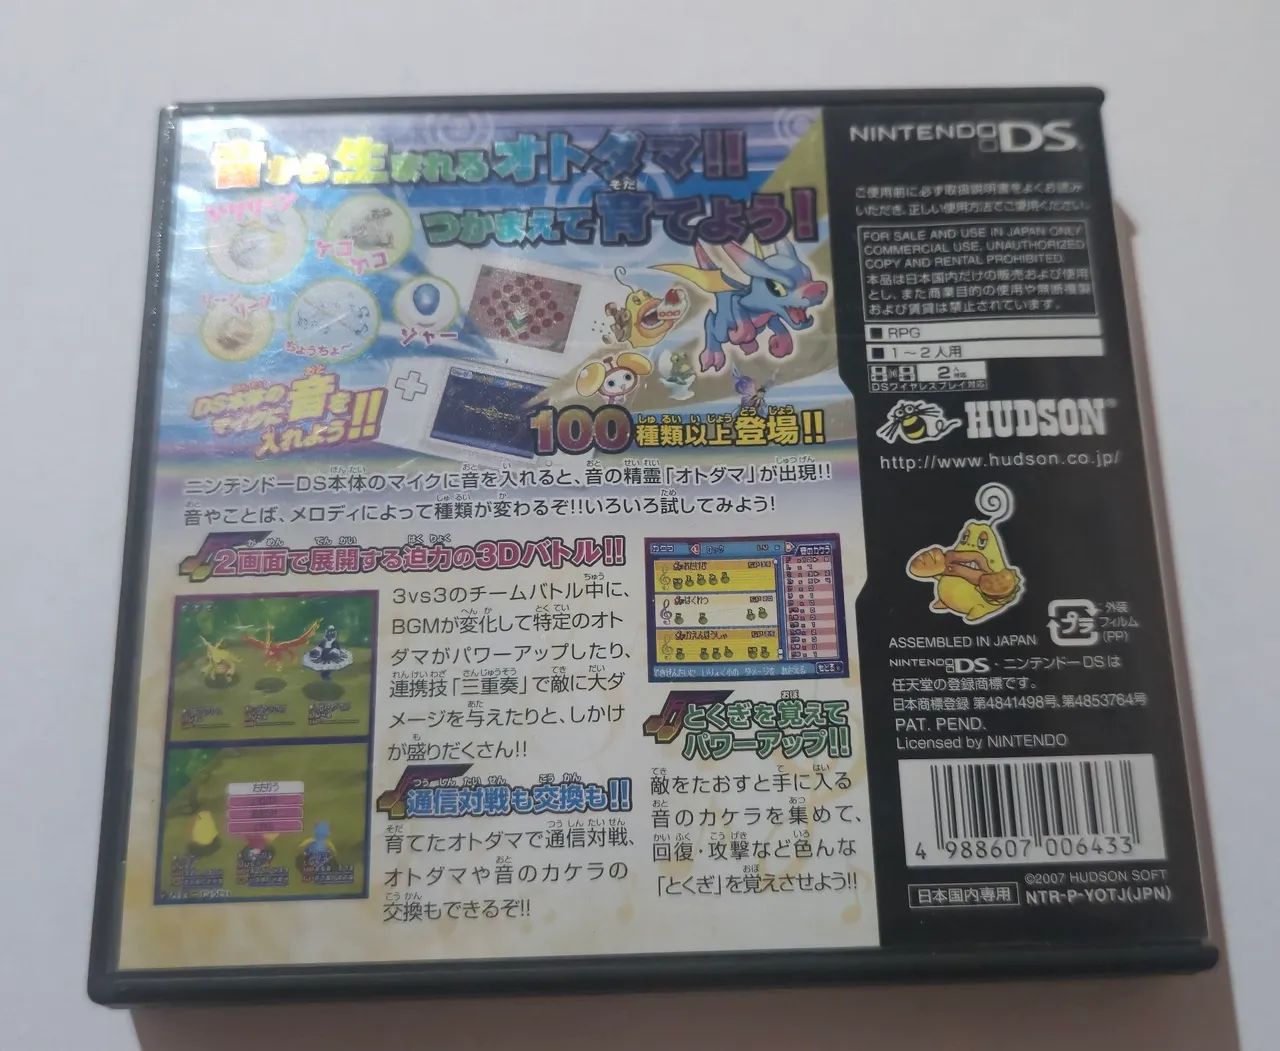 音から生まれるオトダマ!!
つかまえて育てよう!
ケコ
ケコ
ちょうちょ〜
ジャー
DS本体の
マイクに音を
入れよう!!
100種類以上登場!!
ニンテンドーDS本体のマイクに音を入れると、音の精霊「オトダマ」が出現!!
音やことば、メロディによって種類が変わるぞ!!いろいろ試してみよう!
2画面で展開する迫力の3Dバトル!!
3vs3のチームバトル中に、
BGMが変化して特定のオト
ダマがパワーアップしたり、
連携技「三重奏」で敵に大ダ
メージを与えたりと、しかけ
が盛りだくさん!!
通信対戦も交換も!!
育てたオトダマで通信対戦、
オトダマや音のカケラの
交換もできるぞ!!
音のカケラ
とくぎを覚えて
パワーアップ!!
敵をたおすと手に入る
音のカケラを集めて、
回復・攻撃など色んな
「とくぎ」を覚えさせよう!!
NINTENDO DS
ご使用前に必ず取扱説明書をよくお読み
いただき、正しい使用方法でご愛用ください。
FOR SALE AND USE IN JAPAN ONLY
COMMERCIAL USE, UNAUTHORIZED
COPY AND RENTAL PROHIBITED.
本品は日本国内だけの販売および使用
とし、また商業目的の使用や無断複製
および賃貸は禁止されています。
RPG
1〜2人用
2人対応
DSワイヤレスプレイ対応
HUDSON
http://www.hudson.co.jp/
プラ
外装
フィルム
(PP)
ASSEMBLED IN JAPAN
NINTENDO DS・ニンテンドーDSは
任天堂の登録商標です。
日本商標登録 第4841498号、第4853764号
PAT. PEND.
Licensed by NINTENDO
4 988607 006433
©2007 HUDSON SOFT
日本国内専用 NTR-P-YOTJ(JPN)